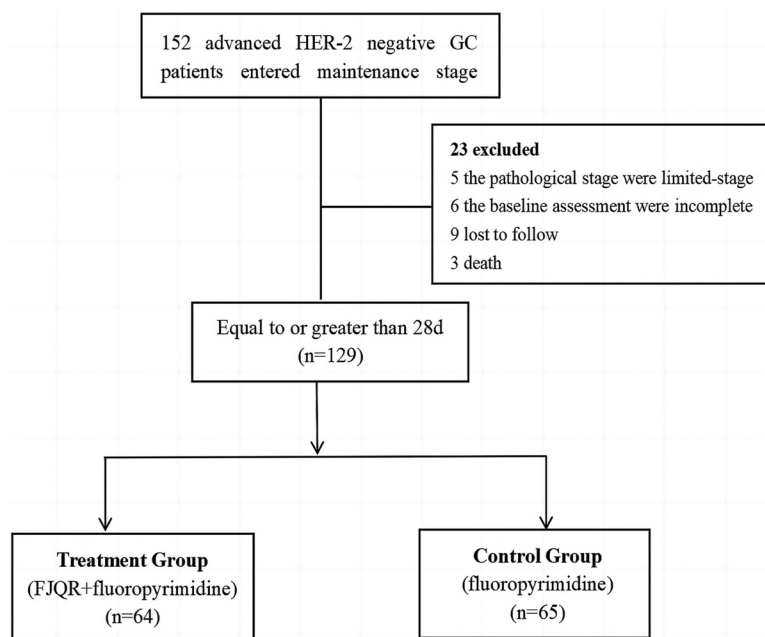 152 advanced HER-2 negative GC
patients entered maintenance stage
23 excluded
5 the pathological stage were limited-stage
6 the baseline assessment were incomplete
9 lost to follow
3 death
Equal to or greater than 28d
(n=129)
Treatment Group
(FJQR+fluoropyrimidine)
(n=64)
Control Group
(fluoropyrimidine)
(n=65)